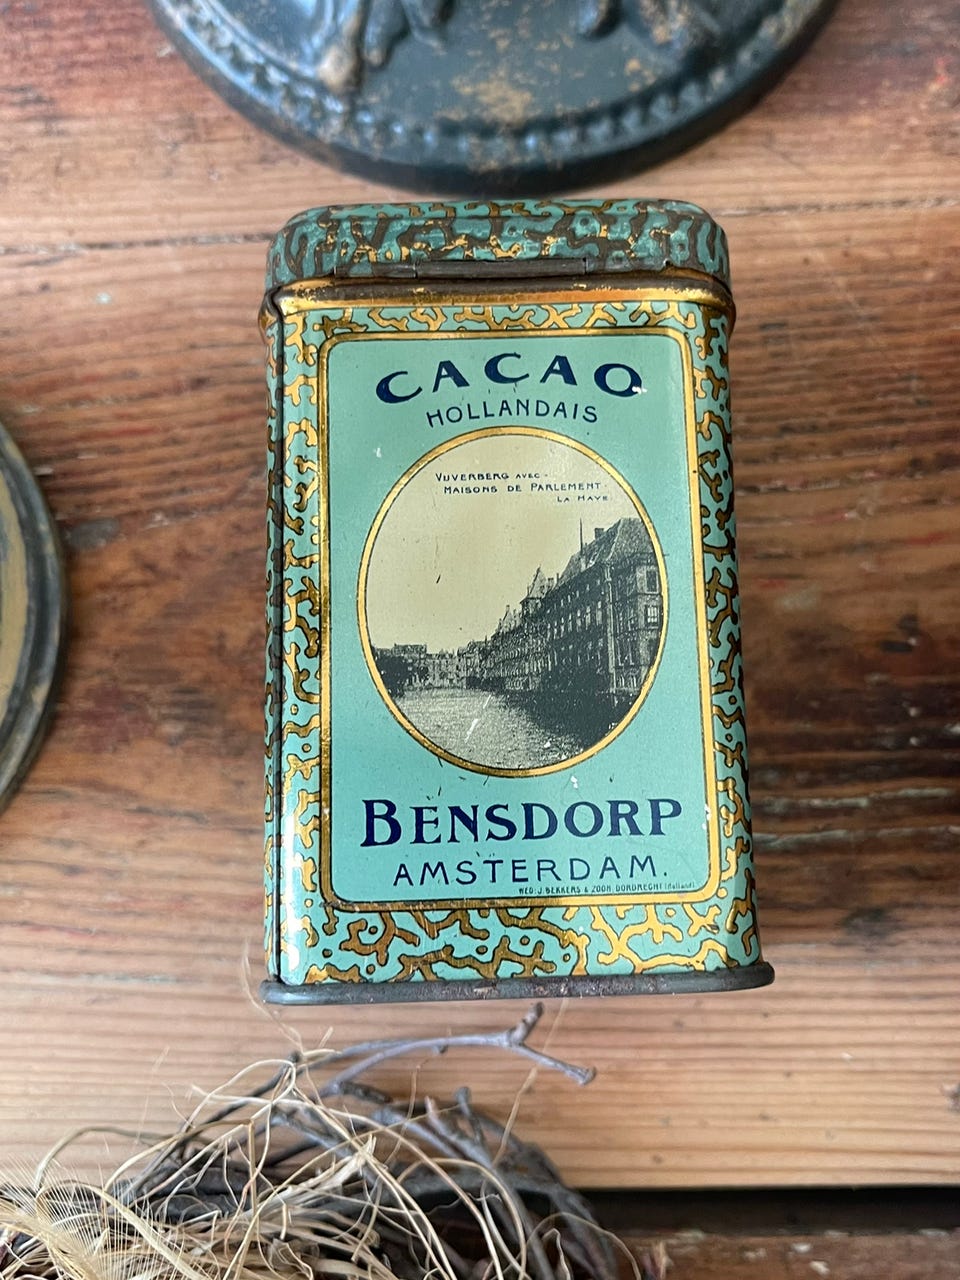 CACAO
HOLLANDAIS
VIJVERBERG AVEC
MAISONS DE PARLEMENT.
LA HAYE
BENSDORP
AMSTERDAM.
WED: J. BEKKERS & ZOON. DORDRECHT (Holland)